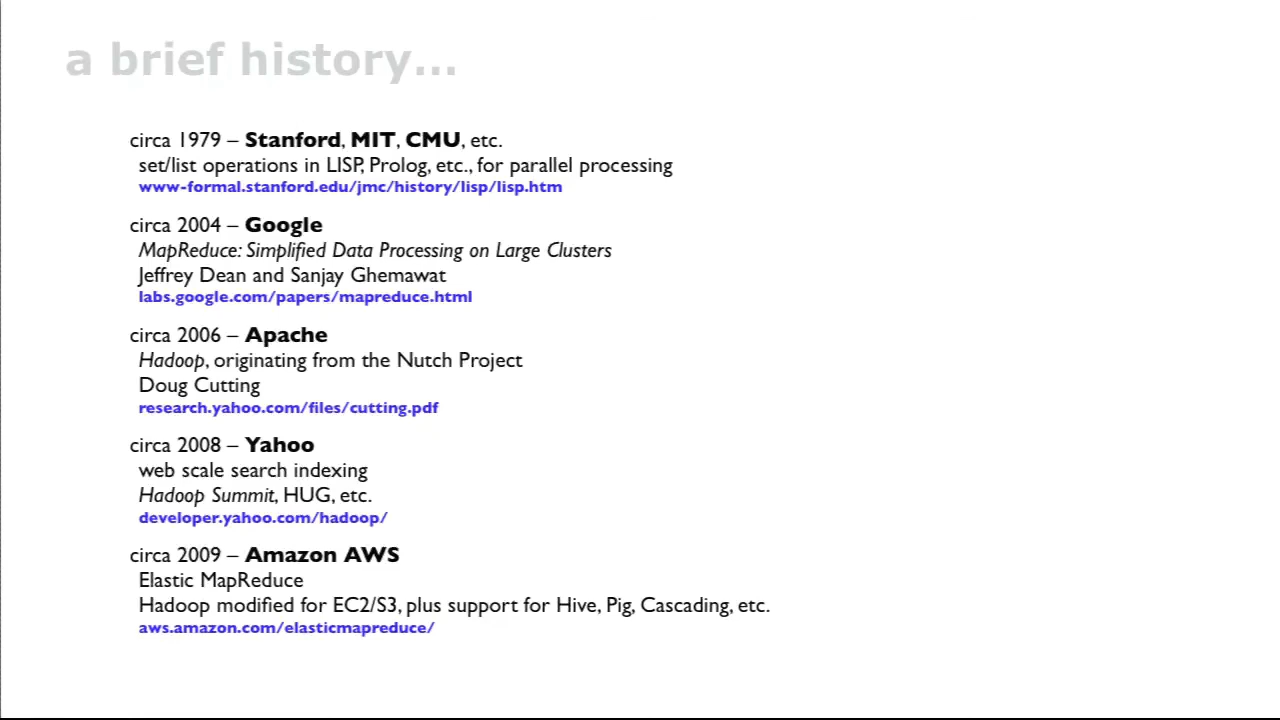 a brief history...
circa 1979 – Stanford, MIT, CMU, etc.
set/list operations in LISP, Prolog, etc., for parallel processing
www-formal.stanford.edu/jmc/history/lisp/lisp.htm
circa 2004 – Google
MapReduce: Simplified Data Processing on Large Clusters
Jeffrey Dean and Sanjay Ghemawat
labs.google.com/papers/mapreduce.html
circa 2006 – Apache
Hadoop, originating from the Nutch Project
Doug Cutting
research.yahoo.com/files/cutting.pdf
circa 2008 – Yahoo
web scale search indexing
Hadoop Summit, HUG, etc.
developer.yahoo.com/hadoop/
circa 2009 – Amazon AWS
Elastic MapReduce
Hadoop modified for EC2/S3, plus support for Hive, Pig, Cascading, etc.
aws.amazon.com/elasticmapreduce/